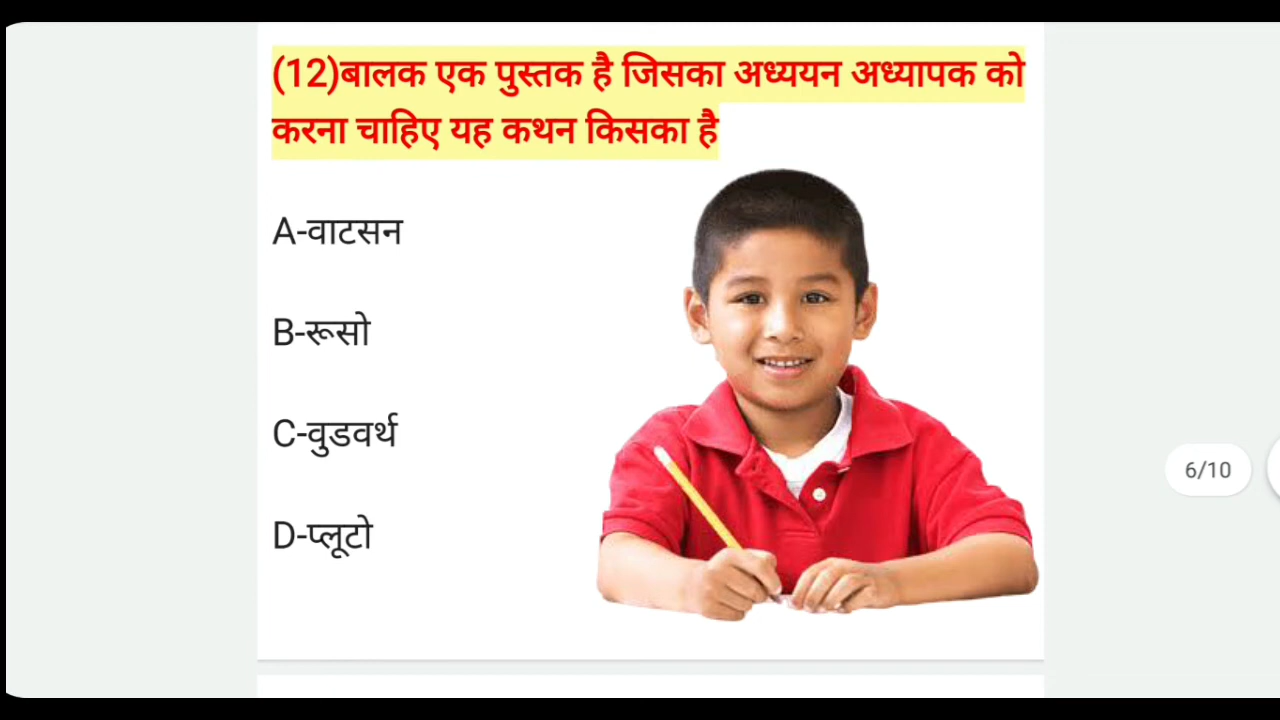 (12)बालक एक पुस्तक है जिसका अध्ययन अध्यापक को
करना चाहिए यह कथन किसका है
A-वाटसन
B-रूसो
C-वुडवर्थ
D-प्लूटो
6/10